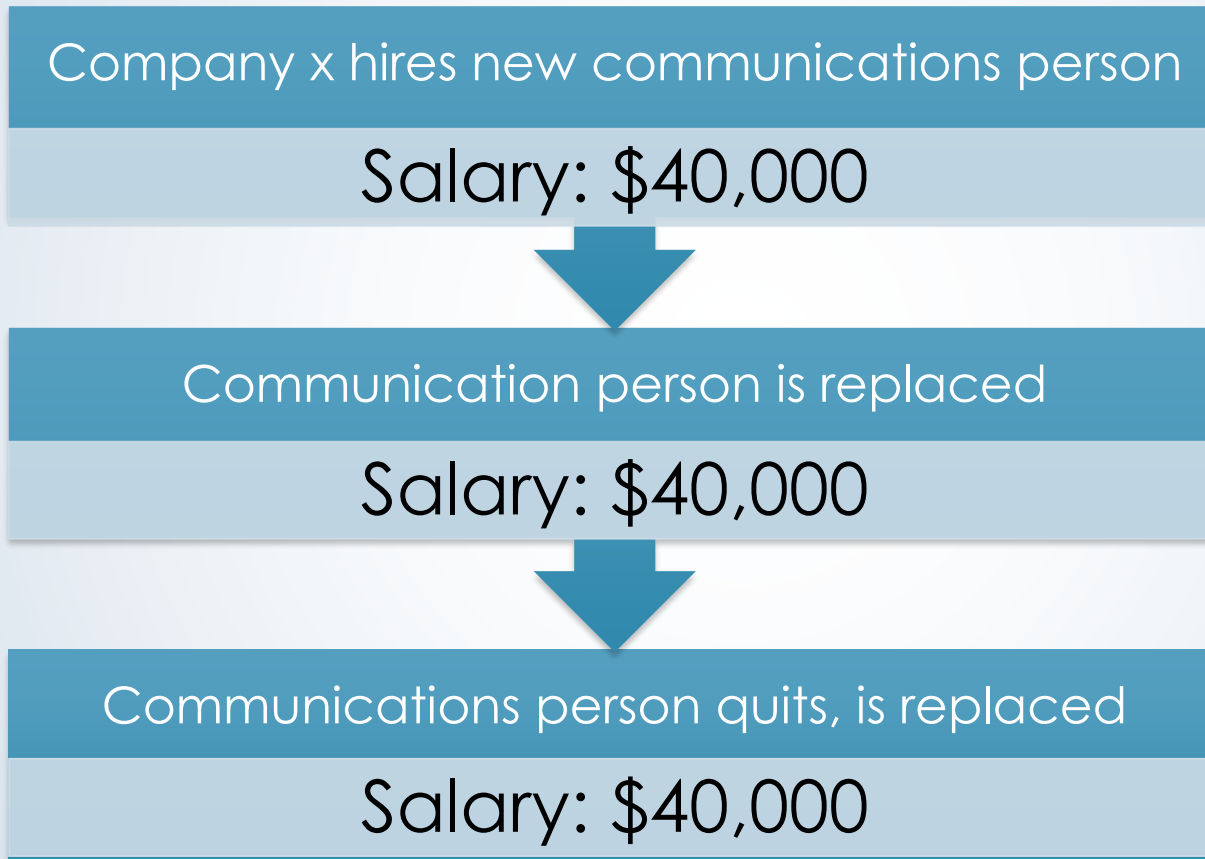 Company x hires new communications person
Salary: $40,000
Communication person is replaced
Salary: $40,000
Communications person quits, is replaced
Salary: $40,000